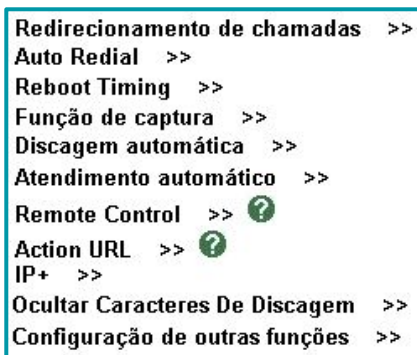 Redirecionamento de chamadas >>
Auto Redial >>
Reboot Timing >>
Função de captura >>
Discagem automática >>
Atendimento automático >>
Remote Control >> ?
Action URL >> ?
IP+ >>
Ocultar Caracteres De Discagem >>
Configuração de outras funções >>